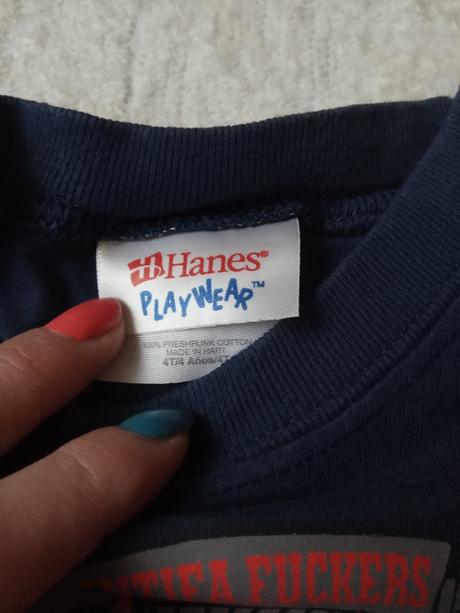 Hanes®
PLAYWEAR™
100% PRESHRUNK COTTON
MADE IN HAITI
4T/4 Años/4T
FUCKERS